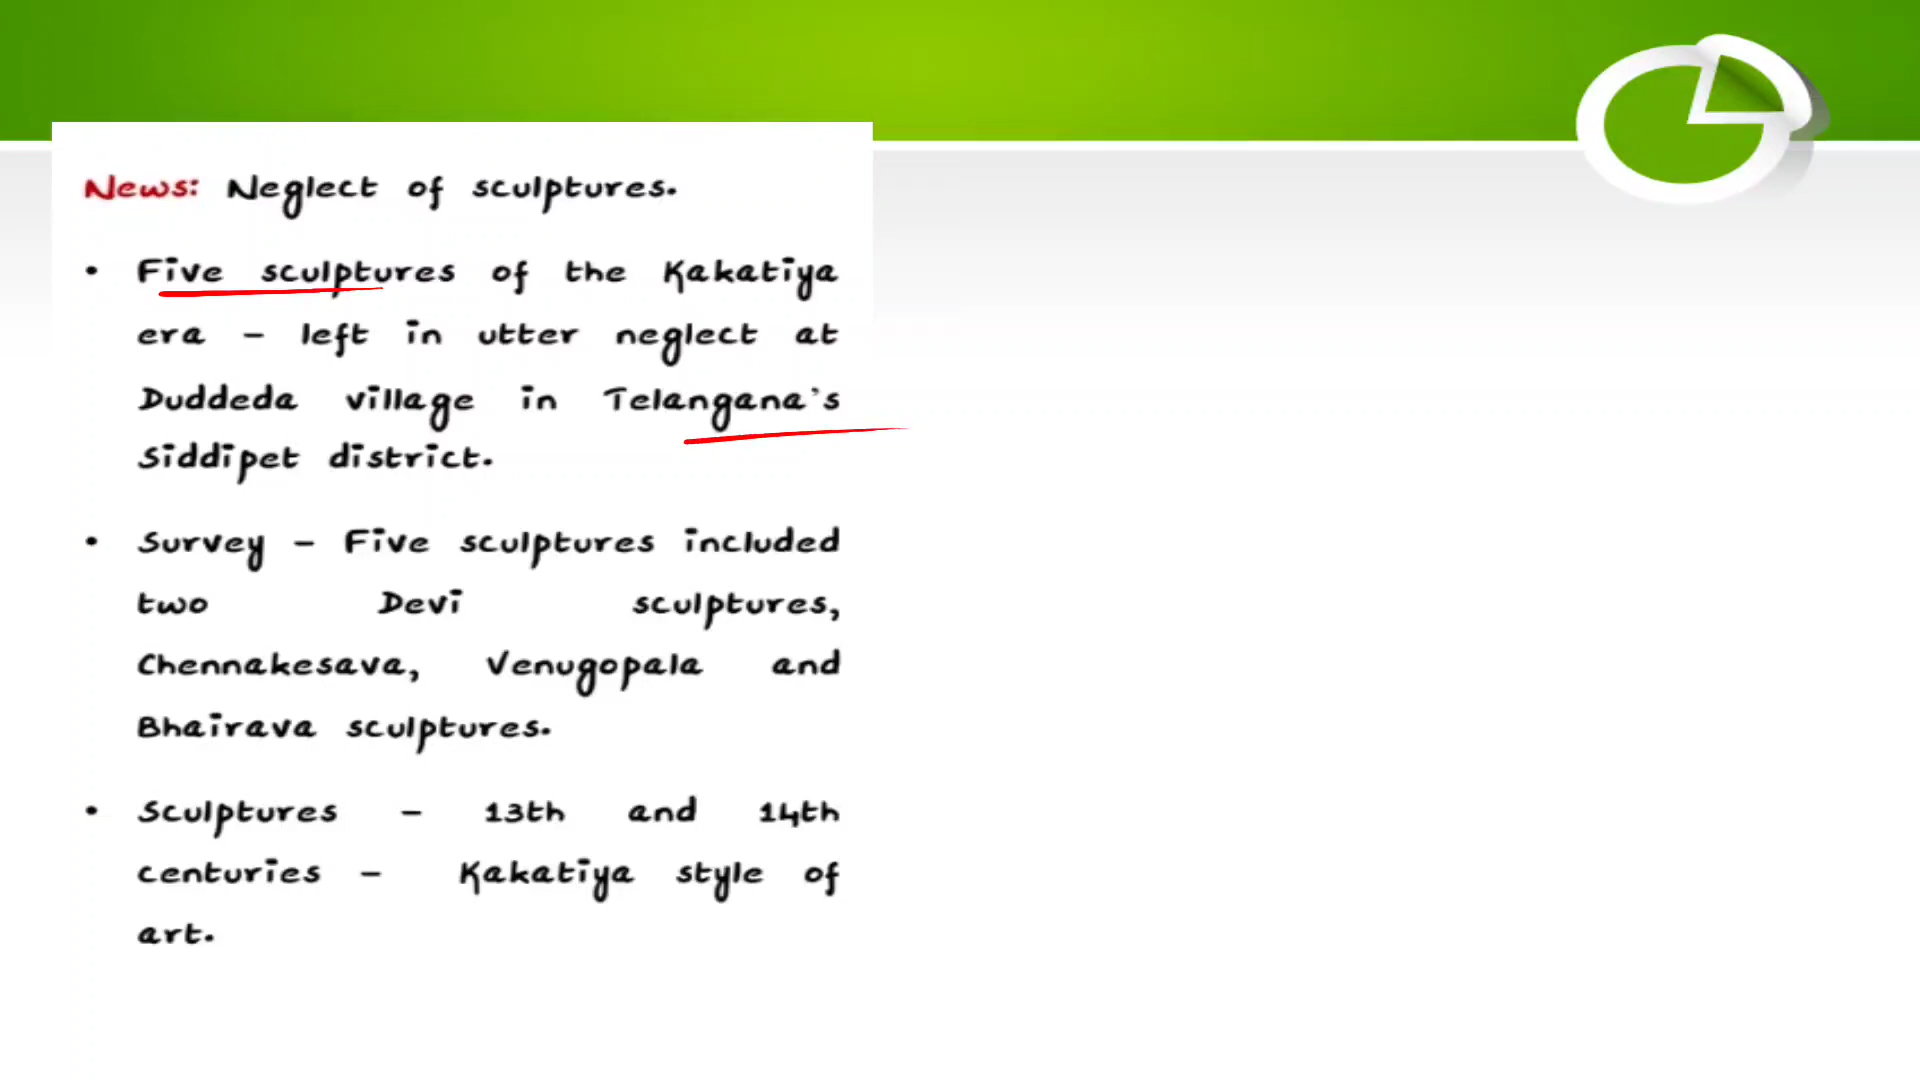 News: Neglect of sculptures.
• Five sculptures of the Kakatiya
era – left in utter neglect at
Duddeda village in Telangana's
Siddipet district.
• Survey – Five sculptures included
two Devi sculptures,
Chennakesava, Venugopala and
Bhairava sculptures.
• Sculptures – 13th and 14th
centuries – Kakatiya style of
art.